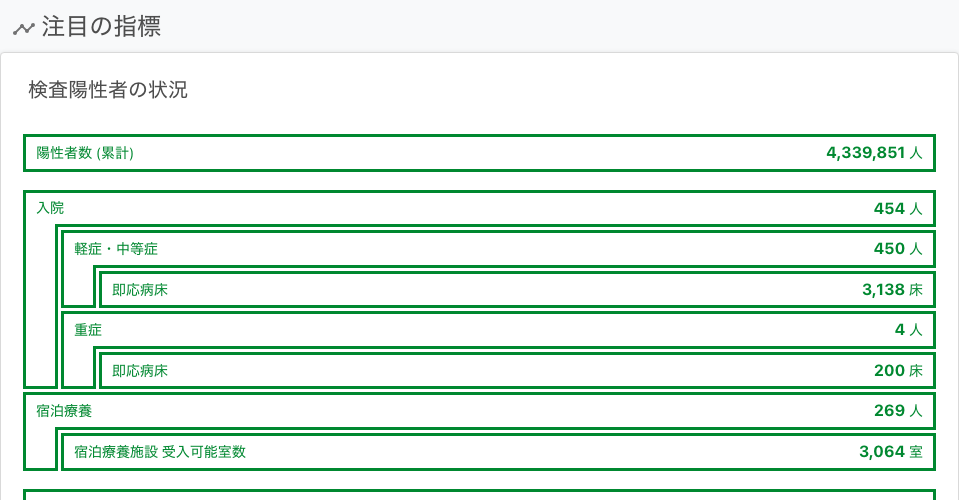 注目の指標
検査陽性者の状況
陽性者数 (累計) 4,339,851 人
入院 454 人
軽症・中等症 450 人
即応病床 3,138 床
重症 4 人
即応病床 200 床
宿泊療養 269 人
宿泊療養施設 受入可能室数 3,064 室